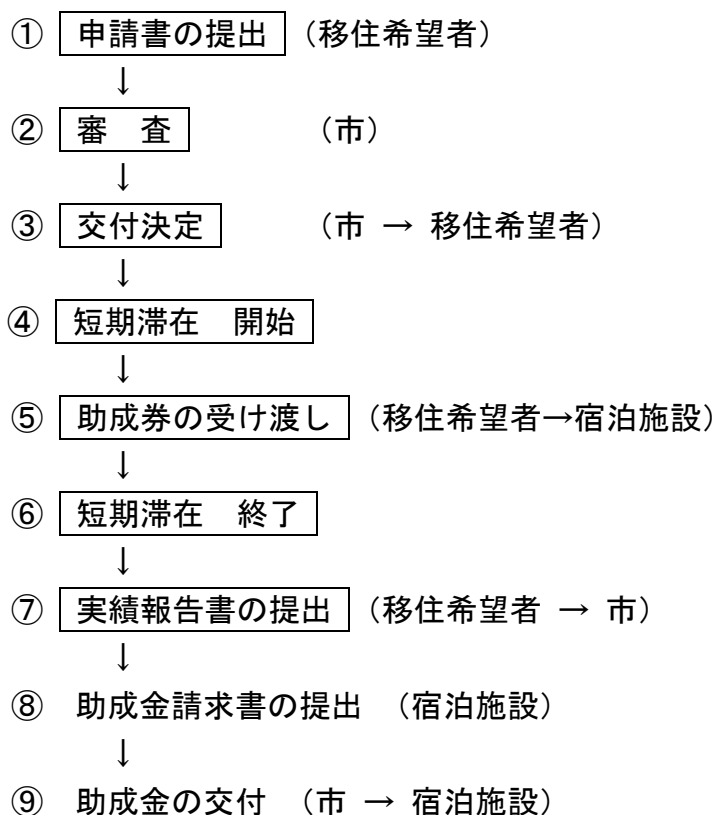 ① 申請書の提出 （移住希望者）
↓
② 審　査 （市）
↓
③ 交付決定 （市 → 移住希望者）
↓
④ 短期滞在　開始
↓
⑤ 助成券の受け渡し （移住希望者→宿泊施設）
↓
⑥ 短期滞在　終了
↓
⑦ 実績報告書の提出 （移住希望者 → 市）
↓
⑧ 助成金請求書の提出 （宿泊施設）
↓
⑨ 助成金の交付 （市 → 宿泊施設）